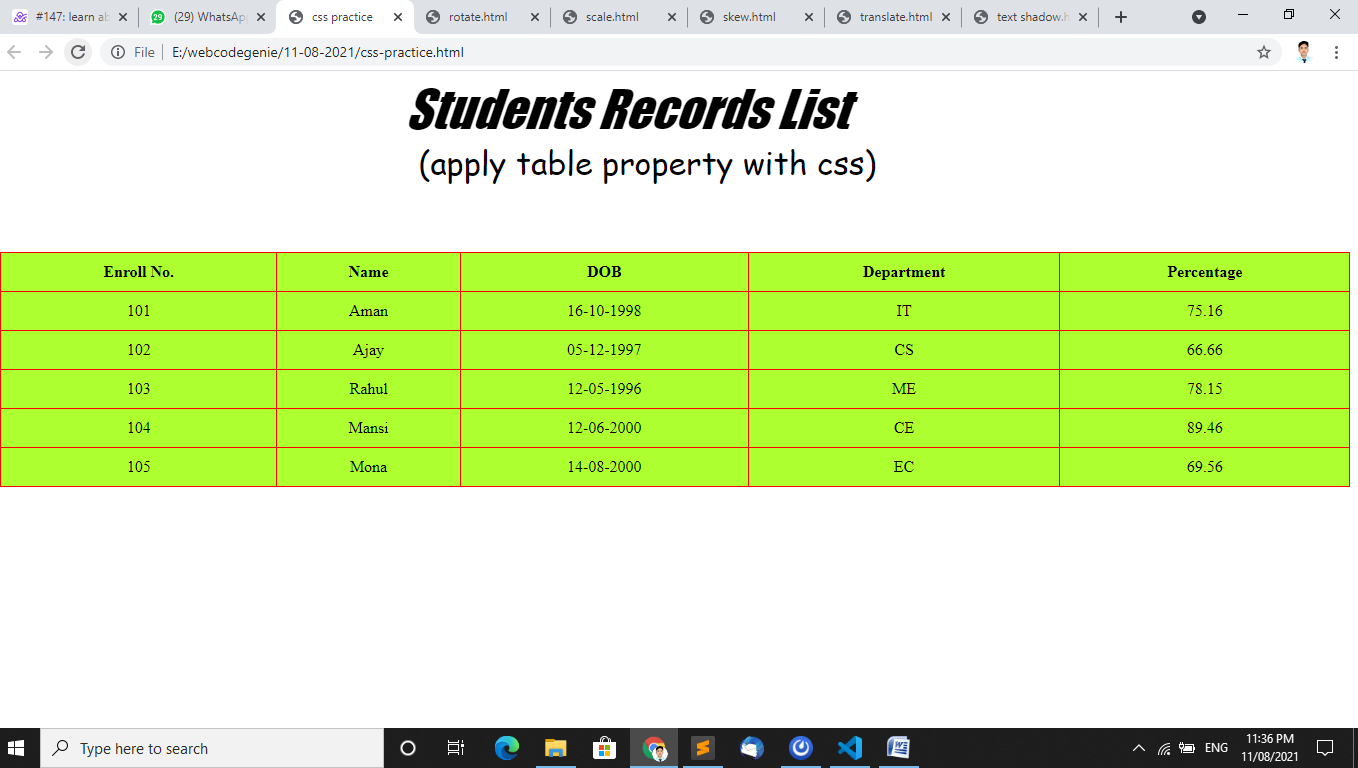 #147: learn ab
(29) WhatsApp
css practice
rotate.html
scale.html
skew.html
translate.html
text shadow.h
File
E:/webcodegenie/11-08-2021/css-practice.html
Students Records List
(apply table property with css)
Enroll No. Name DOB Department Percentage
101 Aman 16-10-1998 IT 75.16
102 Ajay 05-12-1997 CS 66.66
103 Rahul 12-05-1996 ME 78.15
104 Mansi 12-06-2000 CE 89.46
105 Mona 14-08-2000 EC 69.56
Type here to search
ENG
11:36 PM
11/08/2021